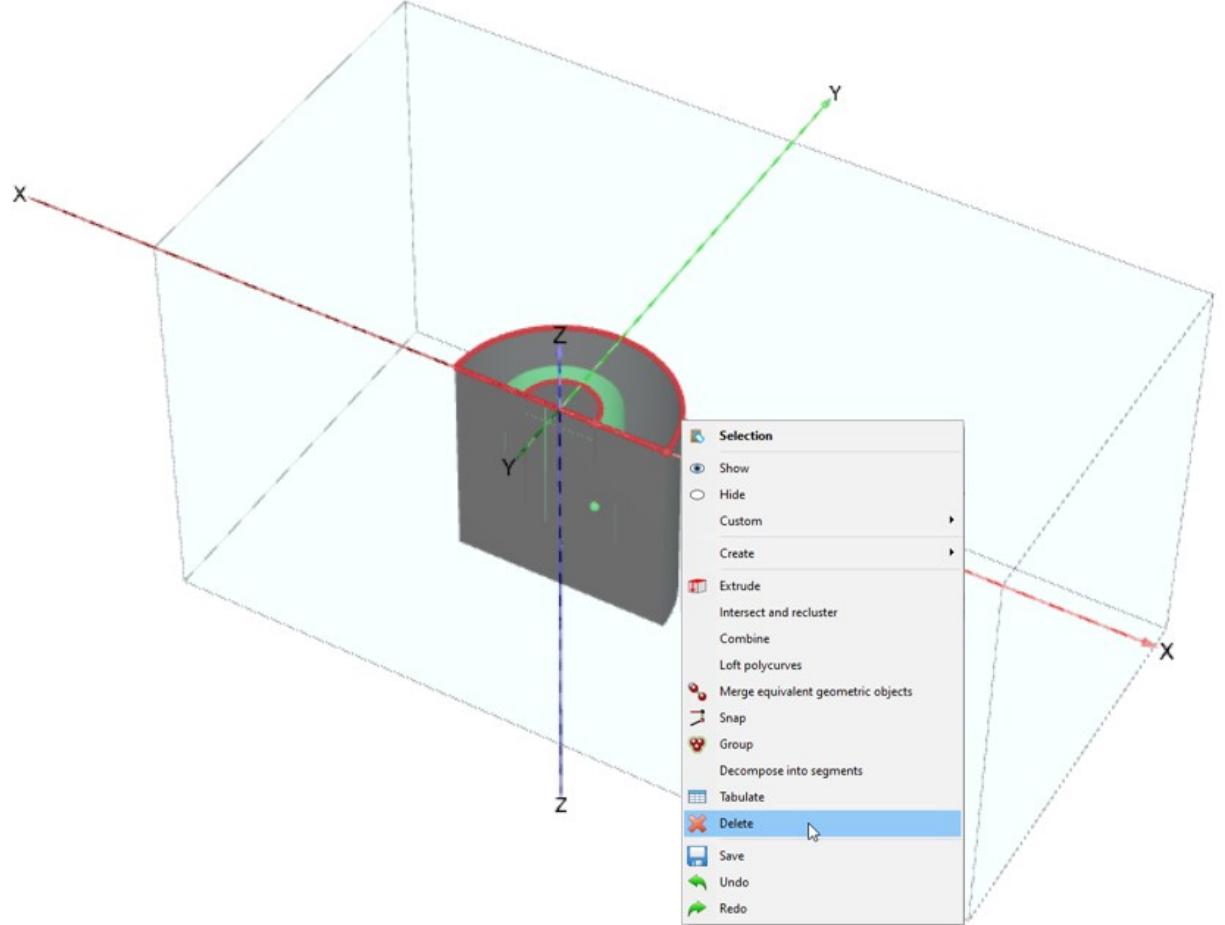 Y
X
Z
Y
Selection
Show
Hide
Custom
Create
Extrude
Intersect and recluster
Combine
Loft polycurves
X
Merge equivalent geometric objects
Snap
Group
Decompose into segments
Tabulate
Z
Delete
Save
Undo
Redo